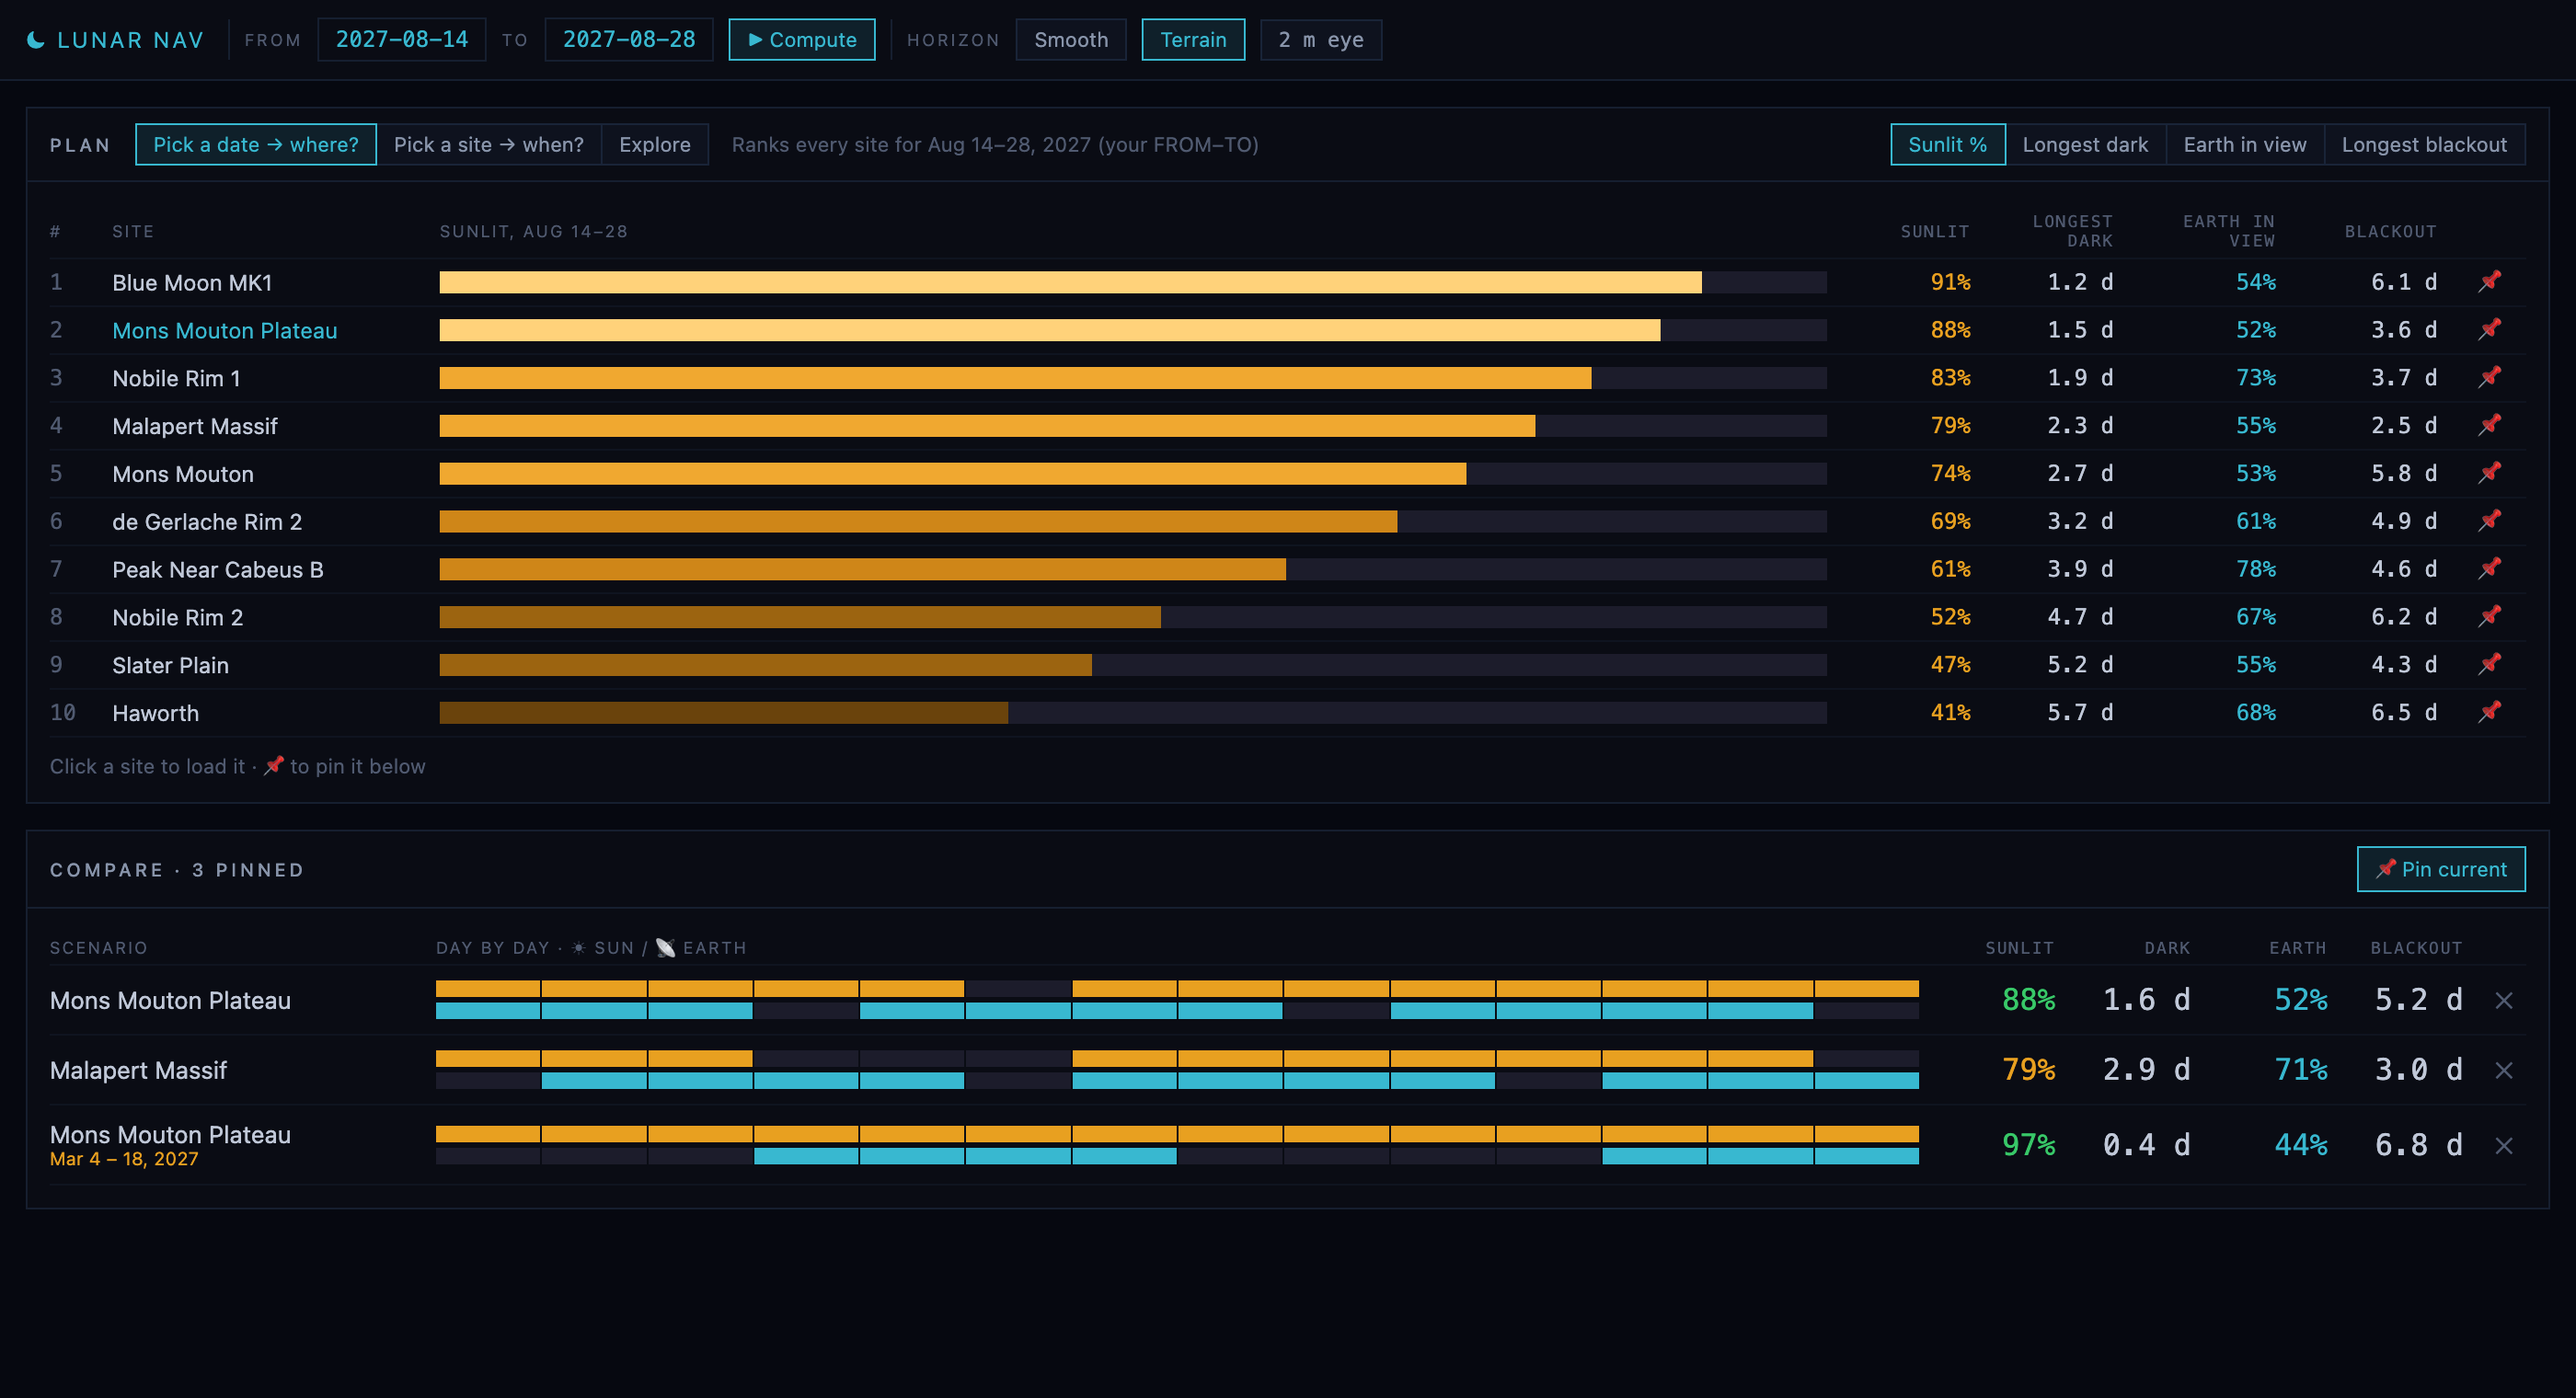 LUNAR NAV FROM 2027-08-14 TO 2027-08-28 ▶ Compute HORIZON Smooth Terrain 2 m eye
PLAN Pick a date → where? Pick a site → when? Explore Ranks every site for Aug 14–28, 2027 (your FROM–TO) Sunlit % Longest dark Earth in view Longest blackout
# SITE SUNLIT, AUG 14–28 SUNLIT LONGEST DARK EARTH IN VIEW BLACKOUT
1 Blue Moon MK1 91% 1.2 d 54% 6.1 d
2 Mons Mouton Plateau 88% 1.5 d 52% 3.6 d
3 Nobile Rim 1 83% 1.9 d 73% 3.7 d
4 Malapert Massif 79% 2.3 d 55% 2.5 d
5 Mons Mouton 74% 2.7 d 53% 5.8 d
6 de Gerlache Rim 2 69% 3.2 d 61% 4.9 d
7 Peak Near Cabeus B 61% 3.9 d 78% 4.6 d
8 Nobile Rim 2 52% 4.7 d 67% 6.2 d
9 Slater Plain 47% 5.2 d 55% 4.3 d
10 Haworth 41% 5.7 d 68% 6.5 d
Click a site to load it · 📌 to pin it below
COMPARE · 3 PINNED 📌 Pin current
SCENARIO DAY BY DAY · ☀ SUN / 📡 EARTH SUNLIT DARK EARTH BLACKOUT
Mons Mouton Plateau 88% 1.6 d 52% 5.2 d ×
Malapert Massif 79% 2.9 d 71% 3.0 d ×
Mons Mouton Plateau 97% 0.4 d 44% 6.8 d ×
Mar 4 – 18, 2027